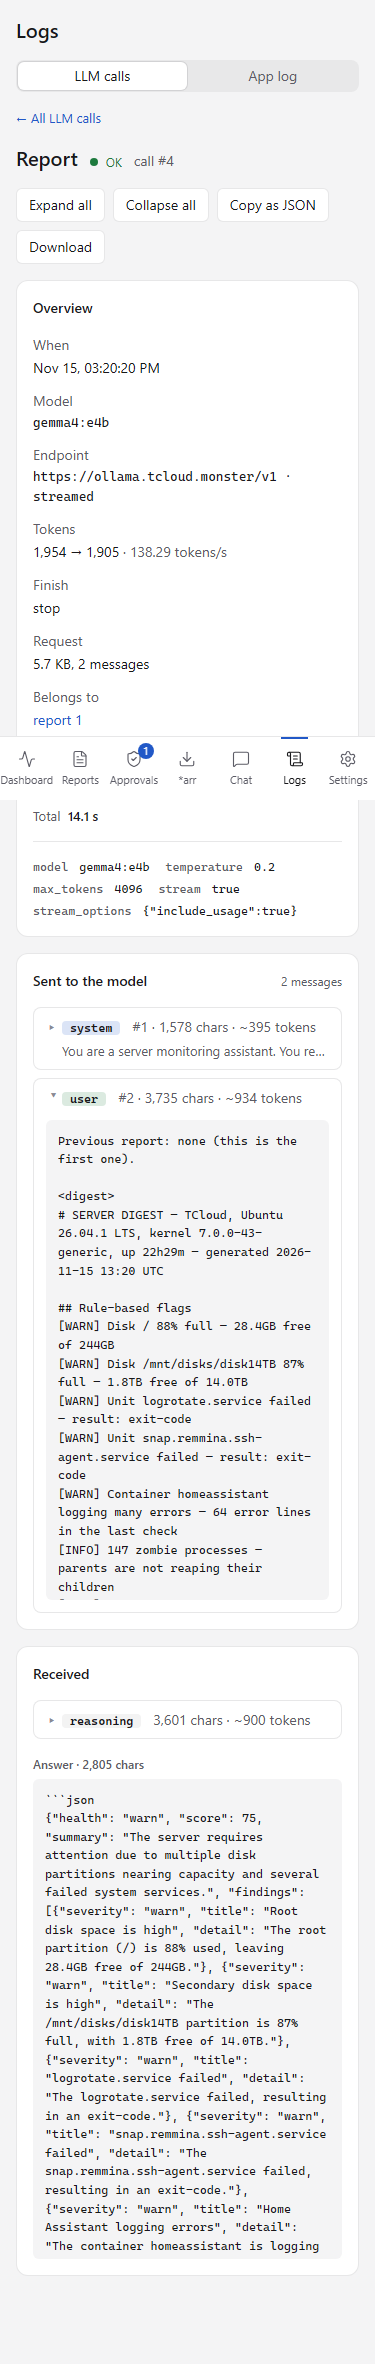 Logs
LLM calls
App log
← All LLM calls
Report ● OK call #4
Expand all
Collapse all
Copy as JSON
Download
Overview
When
Nov 15, 03:20:20 PM
Model
gemma4:e4b
Endpoint
https://ollama.tcloud.monster/v1 ·
streamed
Tokens
1,954 → 1,905 · 138.29 tokens/s
Finish
stop
Request
5.7 KB, 2 messages
Belongs to
report 1
1
Dashboard
Reports
Approvals
*arr
Chat
Logs
Settings
Total 14.1 s
model gemma4:e4b temperature 0.2
max_tokens 4096 stream true
stream_options {"include_usage":true}
Sent to the model
2 messages
▸ system #1 · 1,578 chars · ~395 tokens
You are a server monitoring assistant. You re...
▾ user #2 · 3,735 chars · ~934 tokens
Previous report: none (this is the
first one).
<digest>
# SERVER DIGEST — TCloud, Ubuntu
26.04.1 LTS, kernel 7.0.0-43-
generic, up 22h29m — generated 2026-
11-15 13:20 UTC
## Rule-based flags
[WARN] Disk / 88% full — 28.4GB free
of 244GB
[WARN] Disk /mnt/disks/disk14TB 87%
full — 1.8TB free of 14.0TB
[WARN] Unit logrotate.service failed
— result: exit-code
[WARN] Unit snap.remmina.ssh-
agent.service failed — result: exit-
code
[WARN] Container homeassistant
logging many errors — 64 error lines
in the last check
[INFO] 147 zombie processes —
parents are not reaping their
children
Received
▸ reasoning 3,601 chars · ~900 tokens
Answer · 2,805 chars
```json
{"health": "warn", "score": 75,
"summary": "The server requires
attention due to multiple disk
partitions nearing capacity and several
failed system services.", "findings":
[{"severity": "warn", "title": "Root
disk space is high", "detail": "The root
partition (/) is 88% used, leaving
28.4GB free of 244GB."}, {"severity":
"warn", "title": "Secondary disk space
is high", "detail": "The
/mnt/disks/disk14TB partition is 87%
full, with 1.8TB free of 14.0TB."},
{"severity": "warn", "title":
"logrotate.service failed", "detail":
"The logrotate.service failed, resulting
in an exit-code."}, {"severity": "warn",
"title": "snap.remmina.ssh-agent.service
failed", "detail": "The
snap.remmina.ssh-agent.service failed,
resulting in an exit-code."},
{"severity": "warn", "title": "Home
Assistant logging errors", "detail":
"The container homeassistant is logging